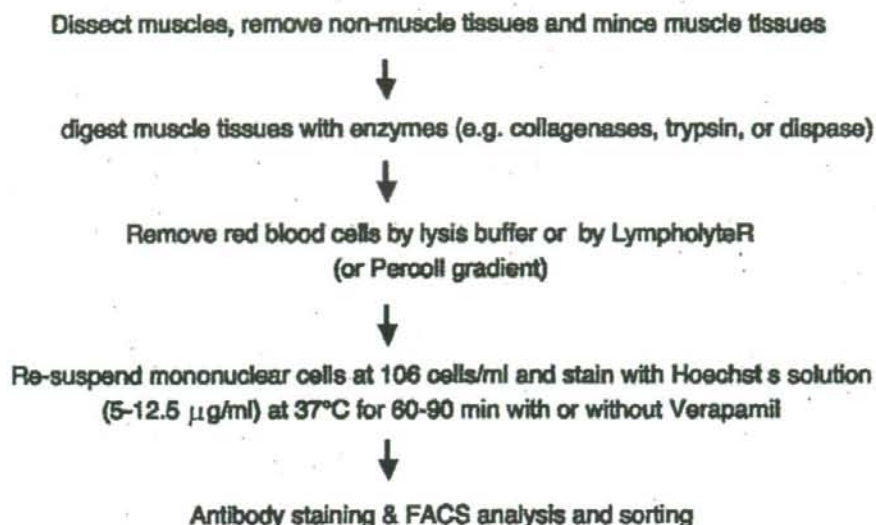 Dissect muscles, remove non-muscle tissues and mince muscle tissues
digest muscle tissues with enzymes (e.g. collagenases, trypsin, or dispase)
Remove red blood cells by lysis buffer or by LympholyteR
(or Percoll gradient)
Re-suspend mononuclear cells at 106 cells/ml and stain with Hoechst s solution
(5-12.5 μg/ml) at 37°C for 60-90 min with or without Verapamil
Antibody staining & FACS analysis and sorting